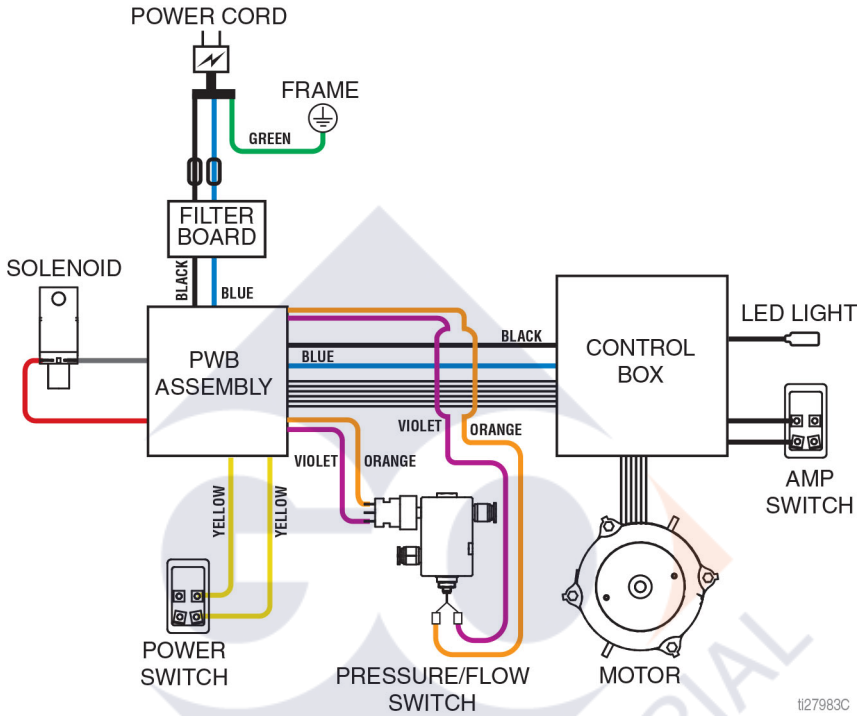 POWER CORD
FRAME
GREEN
FILTER
BOARD
SOLENOID
BLACK
BLUE
LED LIGHT
BLACK
PWB
ASSEMBLY
BLUE
CONTROL
BOX
VIOLET
ORANGE
VIOLET
ORANGE
AMP
SWITCH
YELLOW
YELLOW
POWER
SWITCH
PRESSURE/FLOW
SWITCH
MOTOR
ti27983C